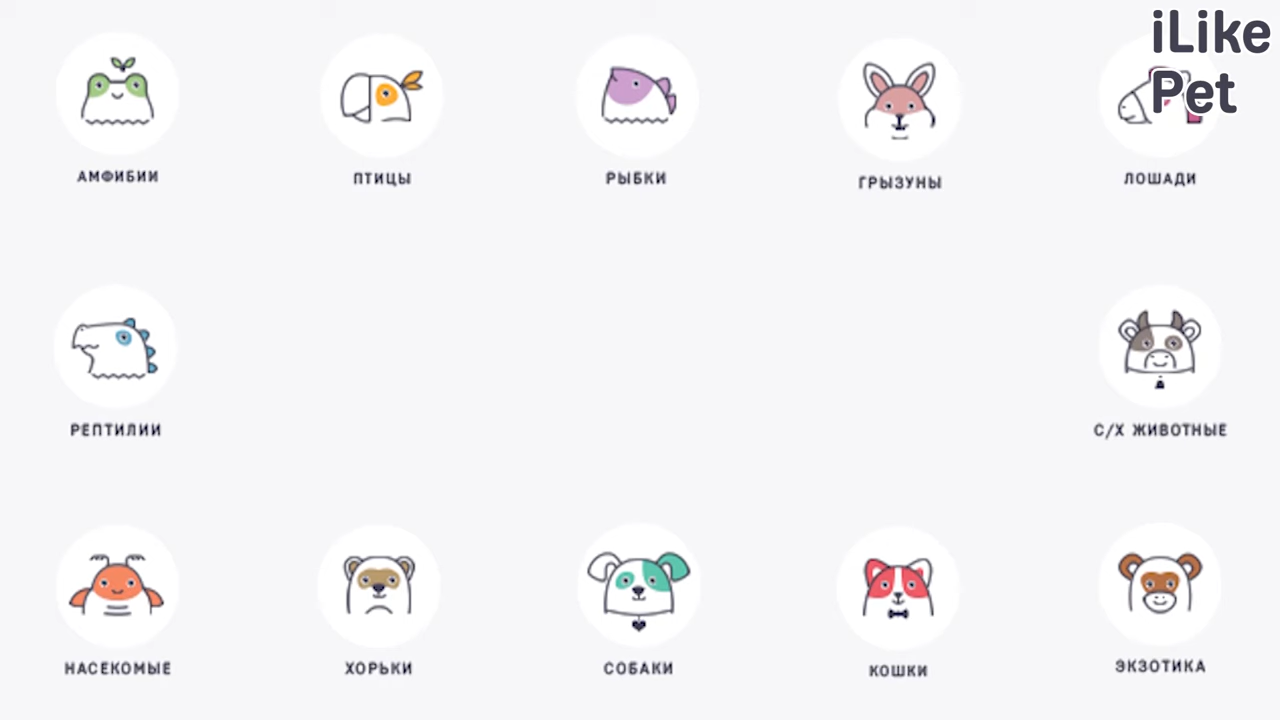 iLike
Pet
АМФИБИИ
ПТИЦЫ
РЫБКИ
ГРЫЗУНЫ
ЛОШАДИ
РЕПТИЛИИ
С/Х ЖИВОТНЫЕ
НАСЕКОМЫЕ
ХОРЬКИ
СОБАКИ
КОШКИ
ЭКЗОТИКА